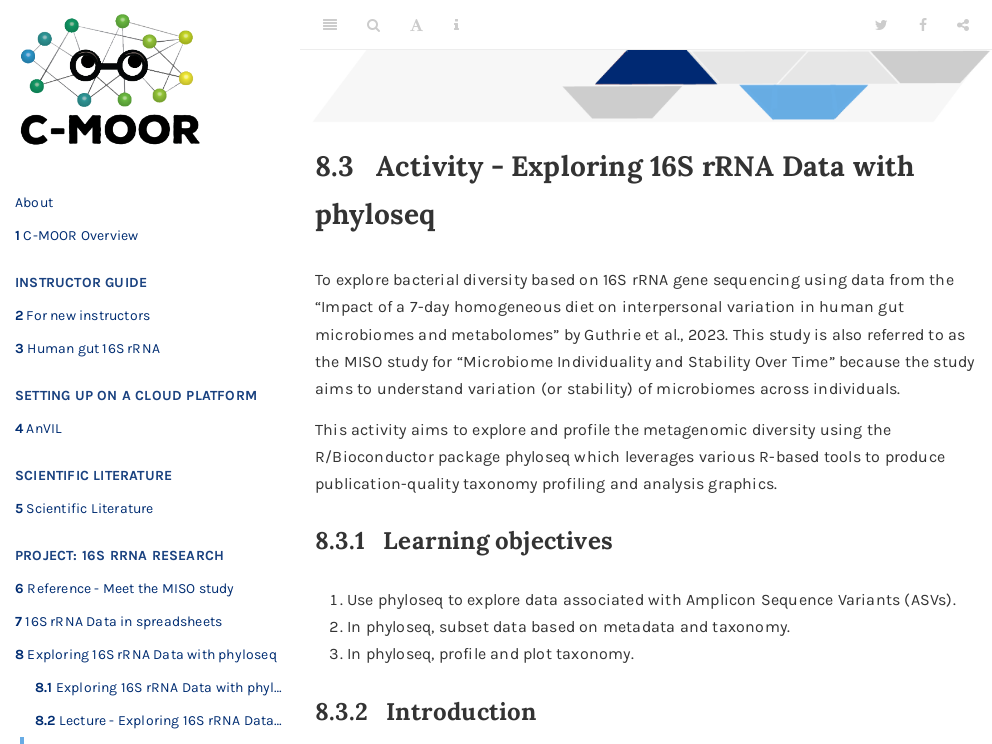 C-MOOR
About
1 C-MOOR Overview
INSTRUCTOR GUIDE
2 For new instructors
3 Human gut 16S rRNA
SETTING UP ON A CLOUD PLATFORM
4 AnVIL
SCIENTIFIC LITERATURE
5 Scientific Literature
PROJECT: 16S RRNA RESEARCH
6 Reference - Meet the MISO study
7 16S rRNA Data in spreadsheets
8 Exploring 16S rRNA Data with phyloseq
8.1 Exploring 16S rRNA Data with phyl...
8.2 Lecture - Exploring 16S rRNA Data...
8.3 Activity - Exploring 16S rRNA Data with
phyloseq
To explore bacterial diversity based on 16S rRNA gene sequencing using data from the
“Impact of a 7-day homogeneous diet on interpersonal variation in human gut
microbiomes and metabolomes” by Guthrie et al., 2023. This study is also referred to as
the MISO study for “Microbiome Individuality and Stability Over Time” because the study
aims to understand variation (or stability) of microbiomes across individuals.
This activity aims to explore and profile the metagenomic diversity using the
R/Bioconductor package phyloseq which leverages various R-based tools to produce
publication-quality taxonomy profiling and analysis graphics.
8.3.1 Learning objectives
1. Use phyloseq to explore data associated with Amplicon Sequence Variants (ASVs).
2. In phyloseq, subset data based on metadata and taxonomy.
3. In phyloseq, profile and plot taxonomy.
8.3.2 Introduction